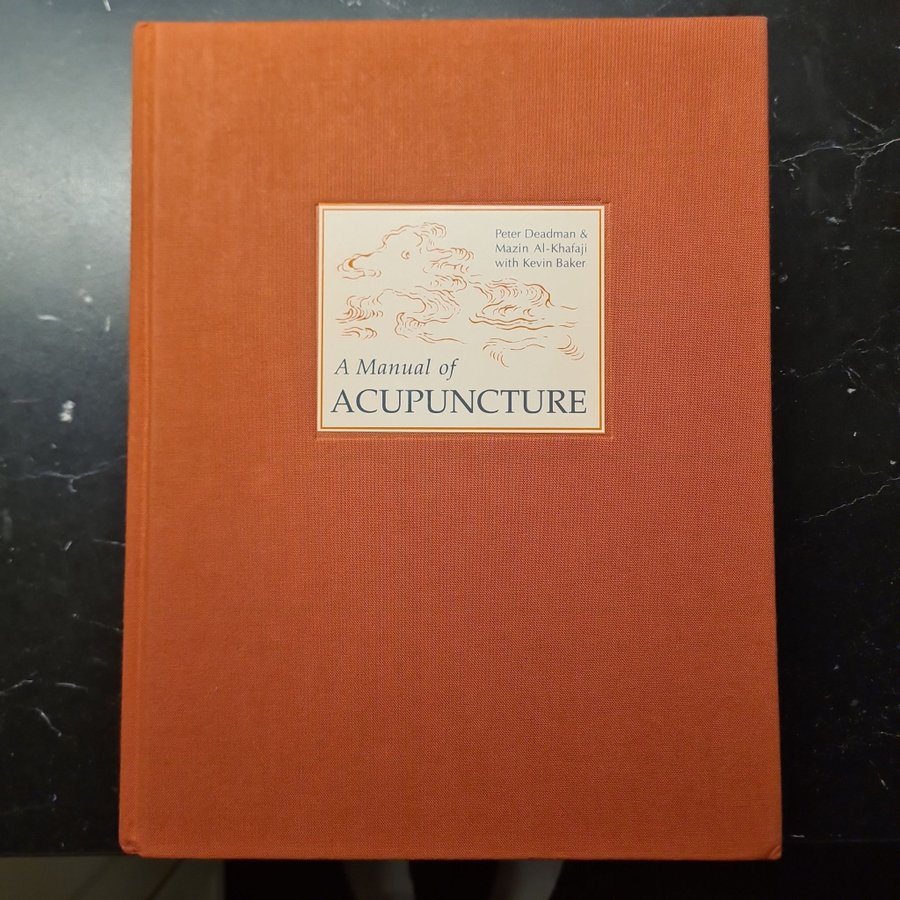 Peter Deadman &
Mazin Al-Khafaji
with Kevin Baker
A Manual of
ACUPUNCTURE